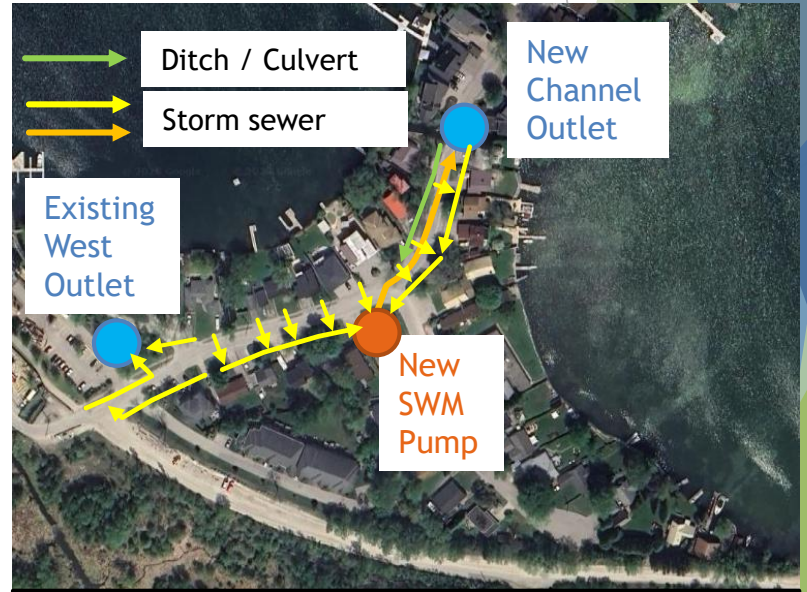 Ditch / Culvert
Storm sewer
New
Channel
Outlet
Existing
West
Outlet
New
SWM
Pump